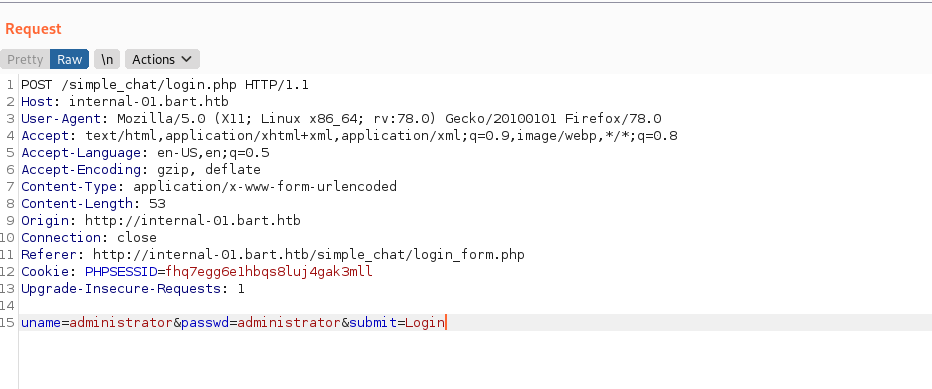 Request
Pretty Raw \n Actions
1 POST /simple_chat/login.php HTTP/1.1
2 Host: internal-01.bart.htb
3 User-Agent: Mozilla/5.0 (X11; Linux x86_64; rv:78.0) Gecko/20100101 Firefox/78.0
4 Accept: text/html,application/xhtml+xml,application/xml;q=0.9,image/webp,*/*;q=0.8
5 Accept-Language: en-US,en;q=0.5
6 Accept-Encoding: gzip, deflate
7 Content-Type: application/x-www-form-urlencoded
8 Content-Length: 53
9 Origin: http://internal-01.bart.htb
10 Connection: close
11 Referer: http://internal-01.bart.htb/simple_chat/login_form.php
12 Cookie: PHPSESSID=fhq7egg6e1hbqs8luj4gak3mll
13 Upgrade-Insecure-Requests: 1
14
15 uname=administrator&passwd=administrator&submit=Login